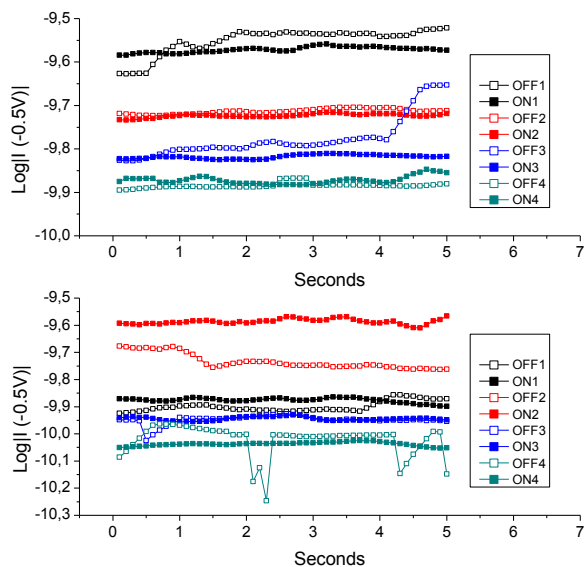 -9,5
-9,6
-9,7
-9,8
-9,9
-10,0
Log|I (-0.5V)|
0 1 2 3 4 5 6 7
Seconds
OFF1
ON1
OFF2
ON2
OFF3
ON3
OFF4
ON4
-9,5
-9,6
-9,7
-9,8
-9,9
-10,0
-10,1
-10,2
-10,3
Log|I (-0.5V)|
0 1 2 3 4 5 6 7
Seconds
OFF1
ON1
OFF2
ON2
OFF3
ON3
OFF4
ON4